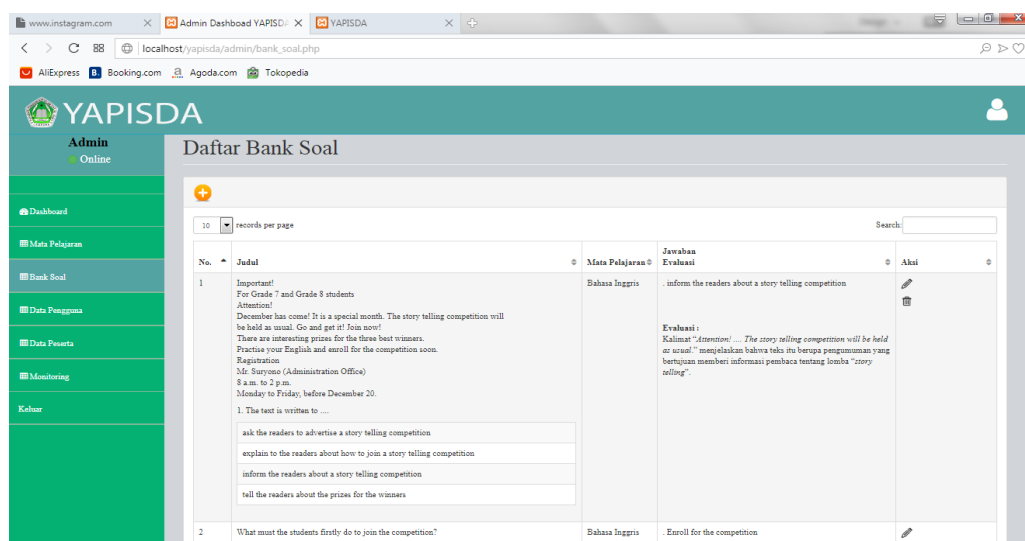 www.instagram.com
Admin Dashboad YAPISD
YAPISDA
localhost/yapisda/admin/bank_soal.php
AliExpress Booking.com Agoda.com Tokopedia
YAPISDA
Admin
Online
Dashboard
Mata Pelajaran
Bank Soal
Data Pengguna
Data Peserta
Monitoring
Keluar
Daftar Bank Soal
10 records per page
Search:
No. Judul Mata Pelajaran Jawaban Evaluasi Aksi
1
Important!
For Grade 7 and Grade 8 students
Attention!
December has come! It is a special month. The story telling competition will
be held as usual. Go and get it! Join now!
There are interesting prizes for the three best winners.
Practise your English and enroll for the competition soon.
Registration
Mr. Suryono (Administration Office)
8 a.m. to 2 p.m.
Monday to Friday, before December 20.
1. The text is written to ....
ask the readers to advertise a story telling competition
explain to the readers about how to join a story telling competition
inform the readers about a story telling competition
tell the readers about the prizes for the winners
Bahasa Inggris
. inform the readers about a story telling competition
Evaluasi :
Kalimat “Attention! .... The story telling competition will be held
as usual.” menjelaskan bahwa teks itu berupa pengumuman yang
bertujuan memberi informasi pembaca tentang lomba “story
telling”.
2 What must the students firstly do to join the competition? Bahasa Inggris . Enroll for the competition